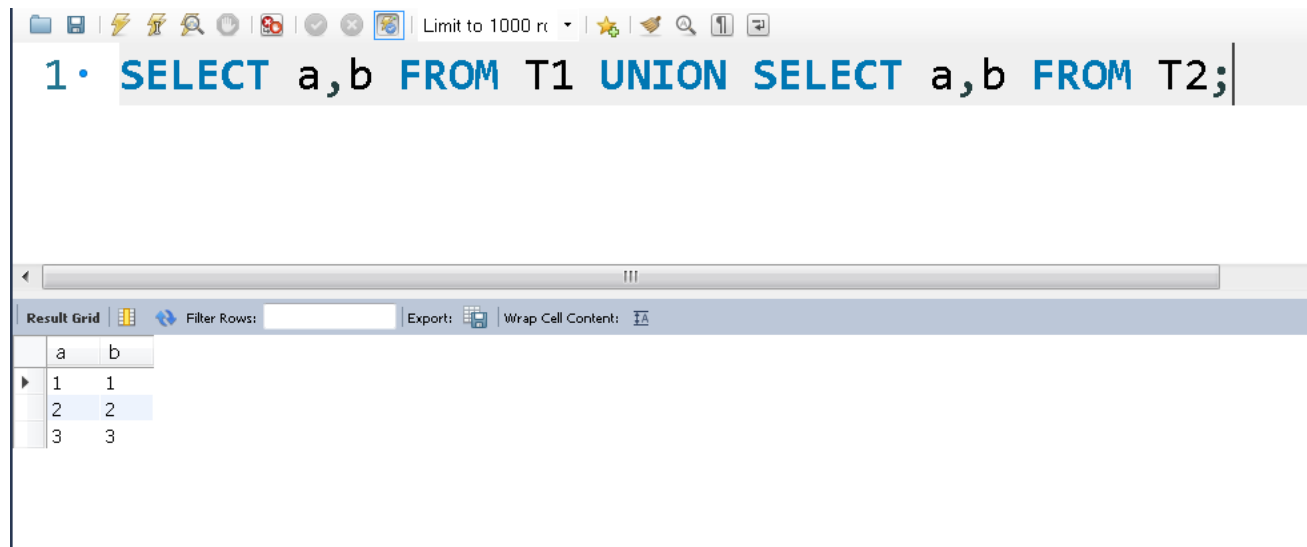 Limit to 1000 r
1 SELECT a,b FROM T1 UNION SELECT a,b FROM T2;
Result Grid Filter Rows: Export: Wrap Cell Content: IA
a b
1 1
2 2
3 3